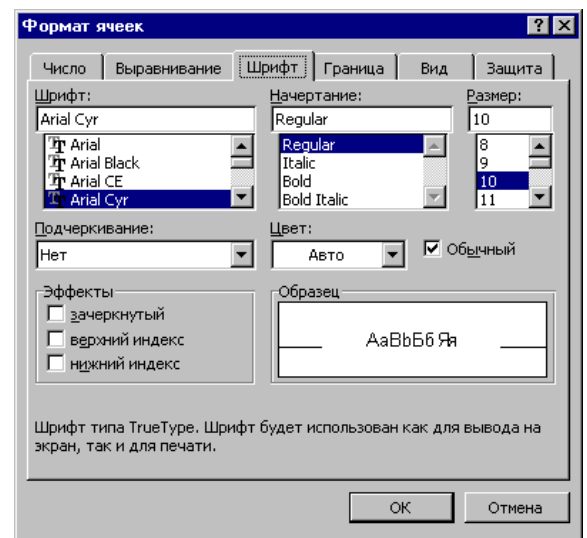 Формат ячеек
Число Выравнивание Шрифт Граница Вид Защита
Шрифт: Начертание: Размер:
Arial Cyr Regular 10
Arial Regular 8
Arial Black Italic 9
Arial CE Bold 10
Arial Cyr Bold Italic 11
Подчеркивание: Цвет:
Нет Авто Обычный
Эффекты Образец
зачеркнутый
верхний индекс АаВbБб Яя
нижний индекс
Шрифт типа TrueType. Шрифт будет использован как для вывода на
экран, так и для печати.
ОК Отмена